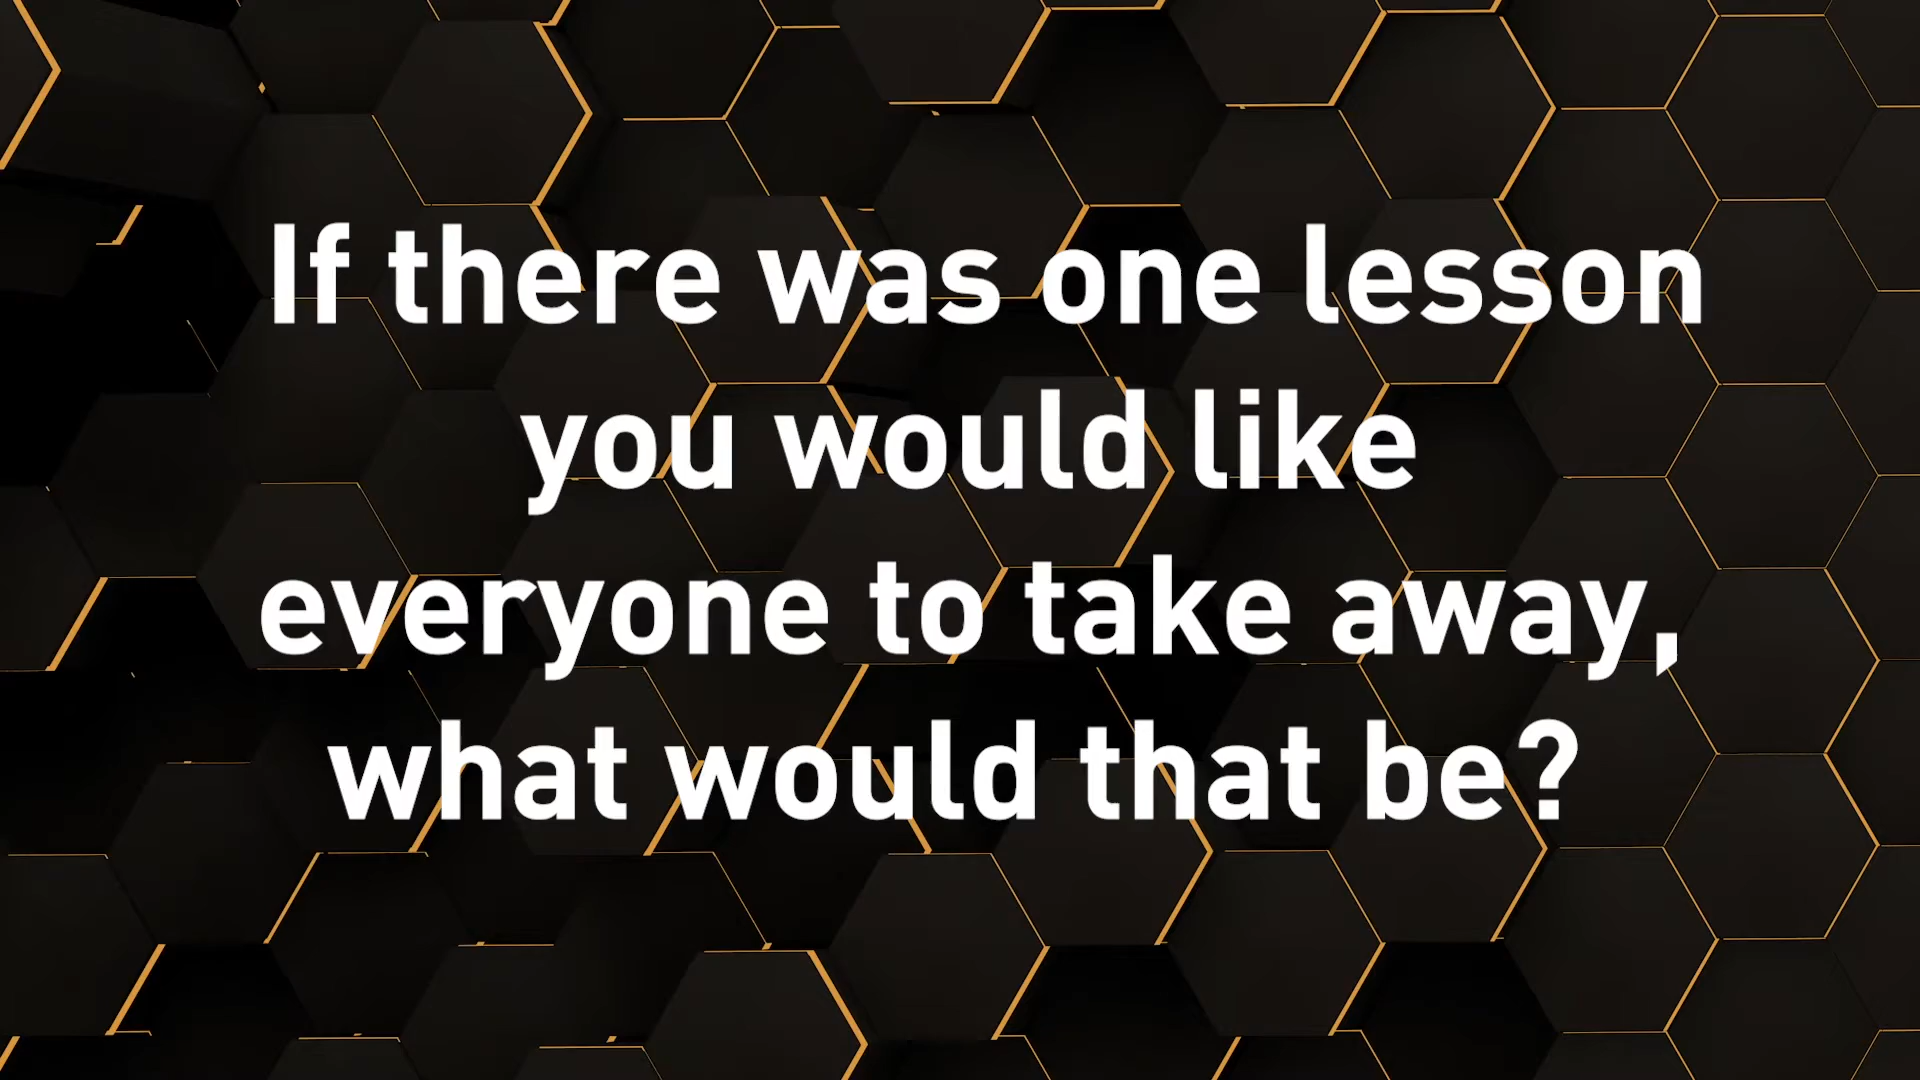 If there was one lesson
you would like
everyone to take away,
what would that be?